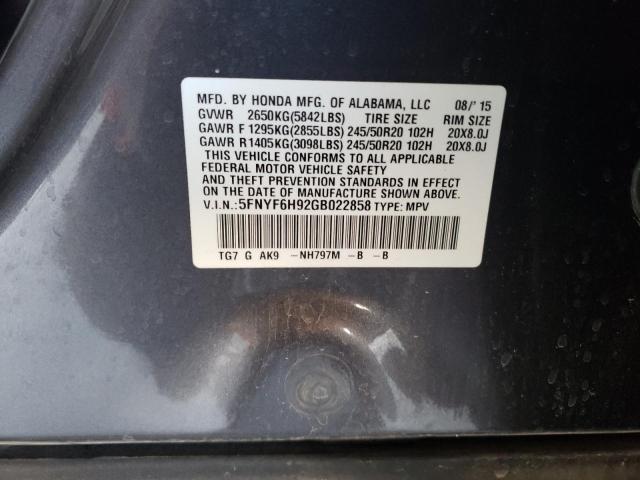 MFD. BY HONDA MFG. OF ALABAMA, LLC 08/'15
GVWR 2650KG(5842LBS) TIRE SIZE RIM SIZE
GAWR F 1295KG(2855LBS) 245/50R20 102H 20X8.0J
GAWR R1405KG(3098LBS) 245/50R20 102H 20X8.0J
THIS VEHICLE CONFORMS TO ALL APPLICABLE
FEDERAL MOTOR VEHICLE SAFETY
AND THEFT PREVENTION STANDARDS IN EFFECT
ON THE DATE OF MANUFACTURE SHOWN ABOVE.
V.I.N.:5FNYF6H92GB022858 TYPE: MPV
TG7 G AK9 -NH797M -B -B